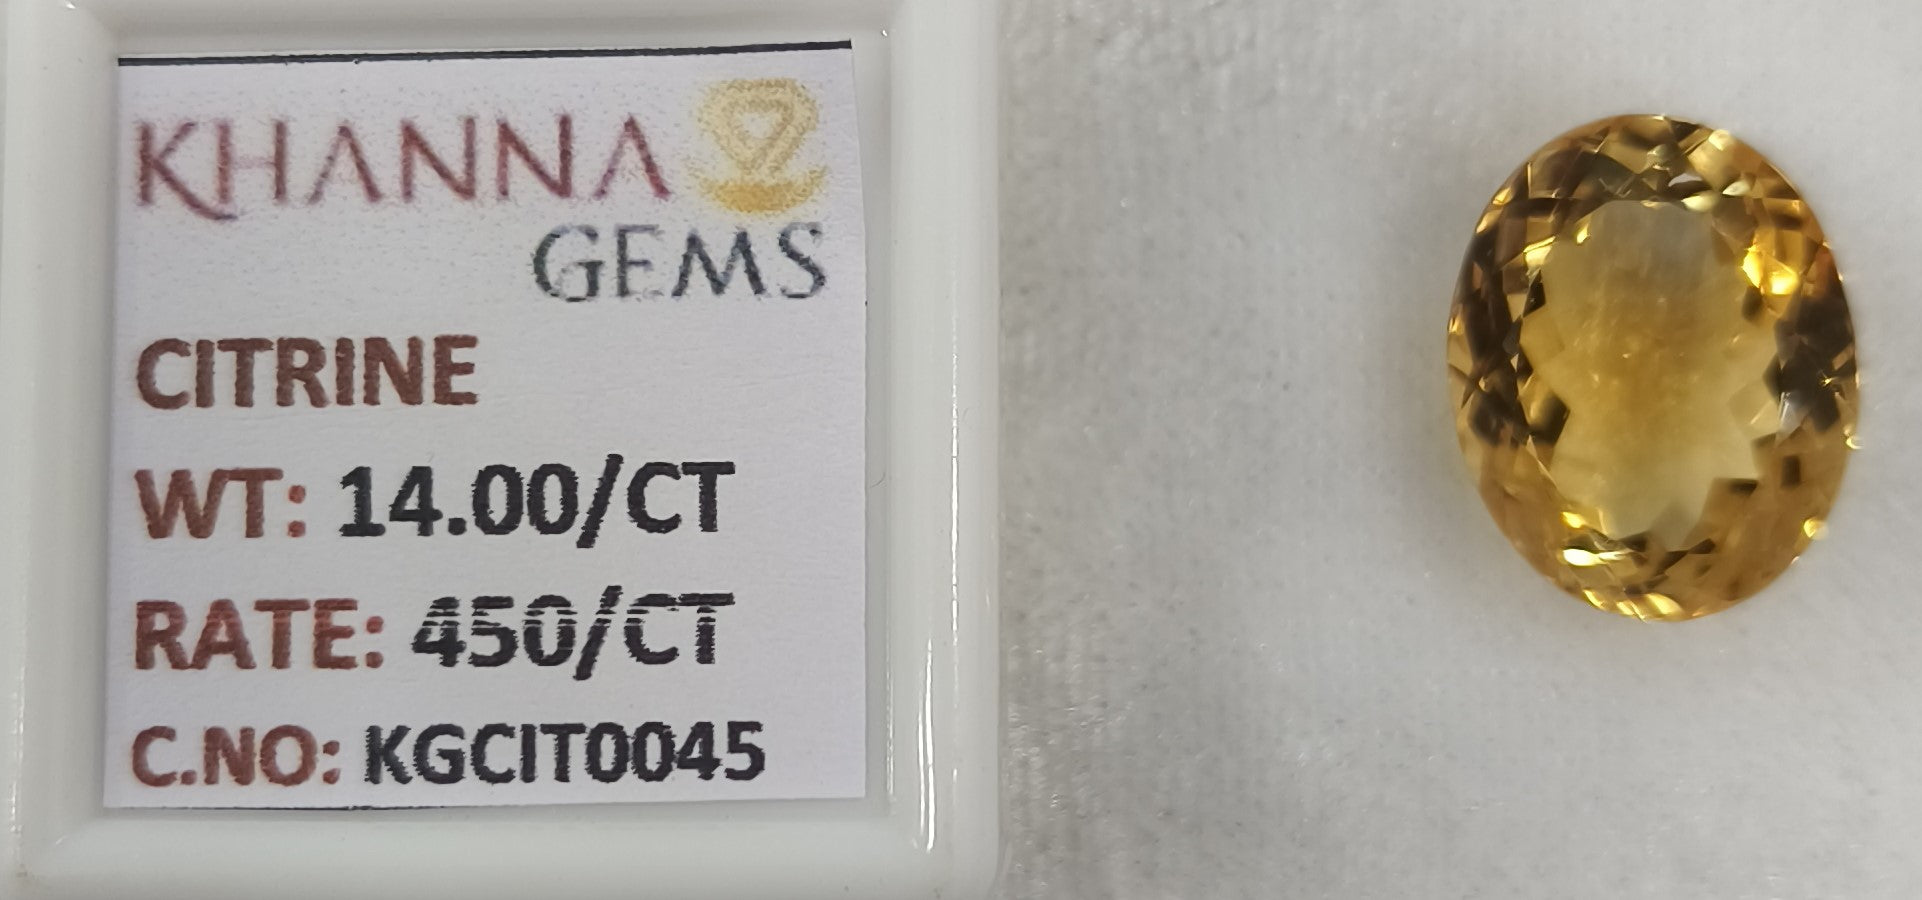 KHANNA
GEMS
CITRINE
WT: 14.00/CT
RATE: 450/CT
C.NO: KGCIT0045